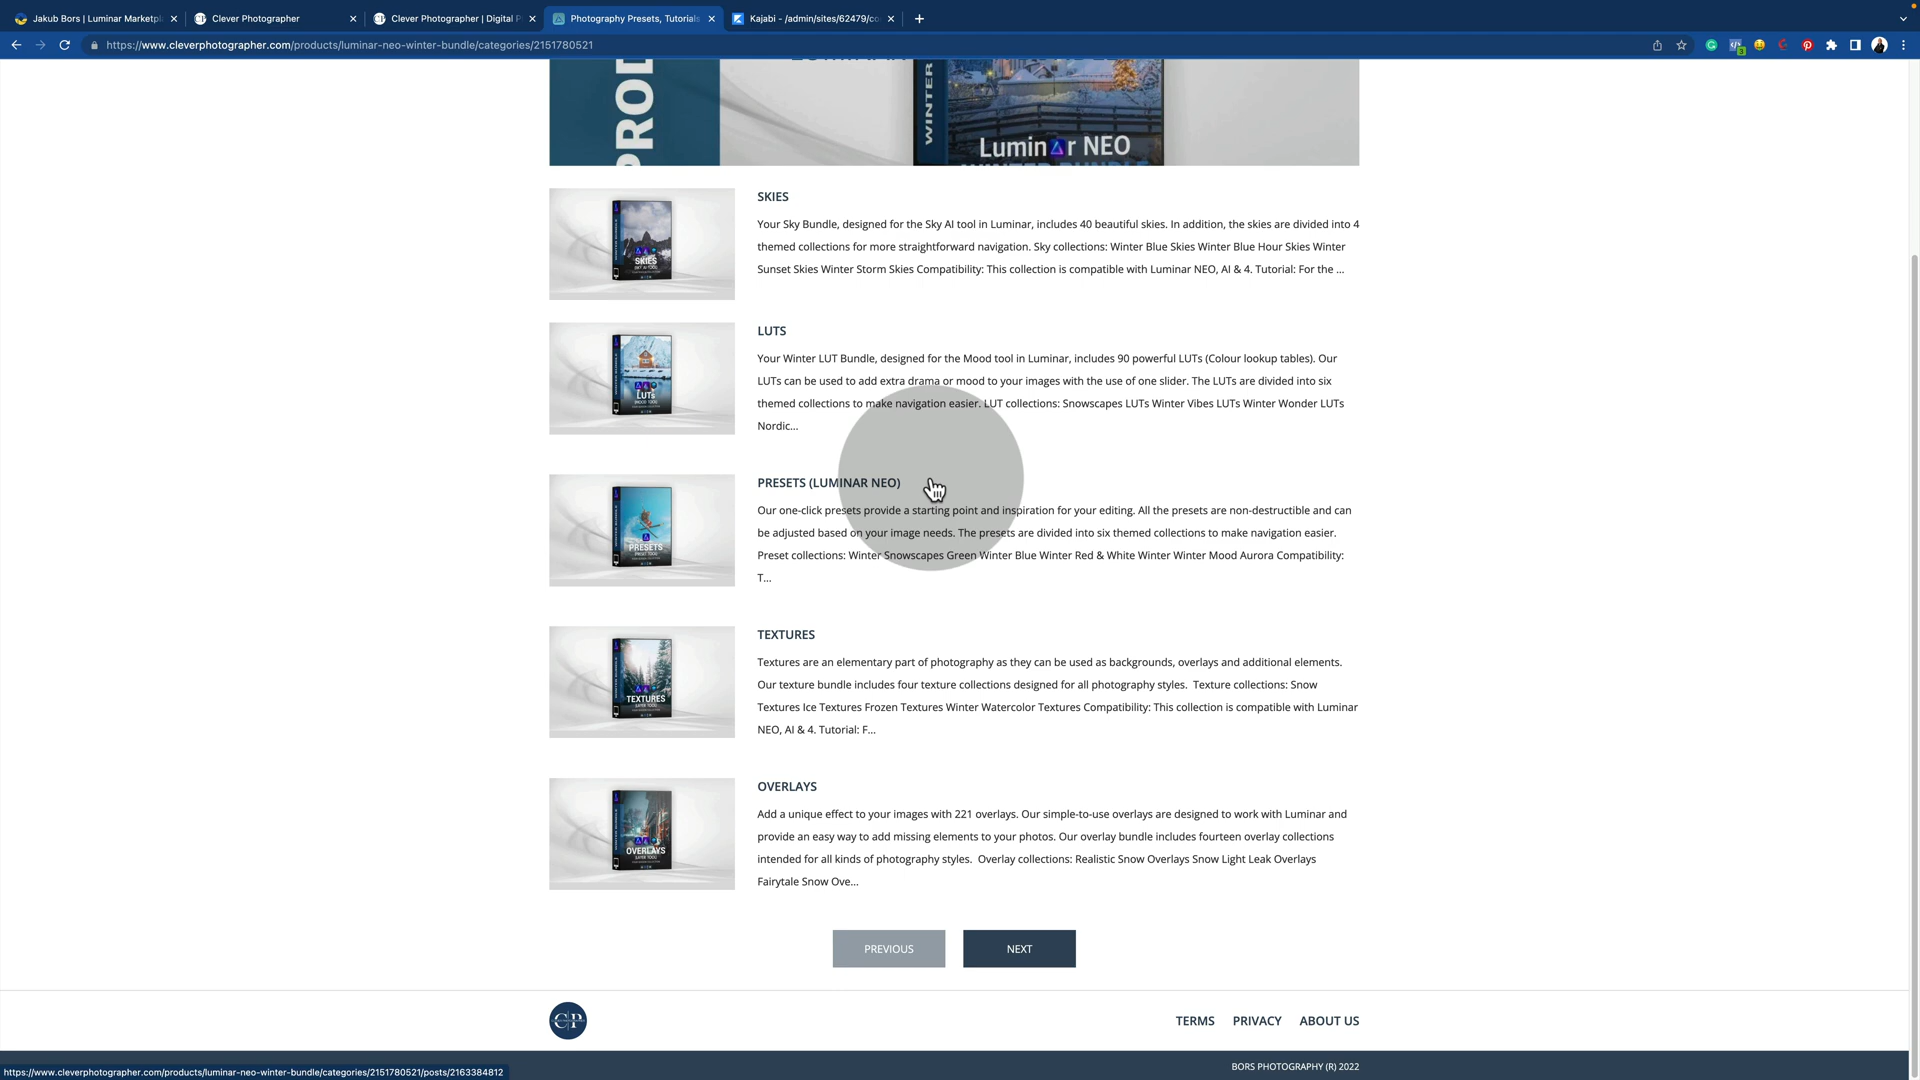 Jakub Bors | Luminar Marketpl
Clever Photographer
Clever Photographer | Digital P
Photography Presets, Tutorials
Kajabi - /admin/sites/62479/co
https://www.cleverphotographer.com/products/luminar-neo-winter-bundle/categories/2151780521
PROD
WINTER
Luminar NEO
WINTER BUNDLE
SKIES
Your Sky Bundle, designed for the Sky AI tool in Luminar, includes 40 beautiful skies. In addition, the skies are divided into 4
themed collections for more straightforward navigation. Sky collections: Winter Blue Skies Winter Blue Hour Skies Winter
Sunset Skies Winter Storm Skies Compatibility: This collection is compatible with Luminar NEO, AI & 4. Tutorial: For the ...
SKIES
LUTS
Your Winter LUT Bundle, designed for the Mood tool in Luminar, includes 90 powerful LUTs (Colour lookup tables). Our
LUTs can be used to add extra drama or mood to your images with the use of one slider. The LUTs are divided into six
themed collections to make navigation easier. LUT collections: Snowscapes LUTs Winter Vibes LUTs Winter Wonder LUTs
Nordic...
LUTs
PRESETS (LUMINAR NEO)
Our one-click presets provide a starting point and inspiration for your editing. All the presets are non-destructible and can
be adjusted based on your image needs. The presets are divided into six themed collections to make navigation easier.
Preset collections: Winter Snowscapes Green Winter Blue Winter Red & White Winter Winter Mood Aurora Compatibility:
T...
PRESETS
TEXTURES
Textures are an elementary part of photography as they can be used as backgrounds, overlays and additional elements.
Our texture bundle includes four texture collections designed for all photography styles.  Texture collections: Snow
Textures Ice Textures Frozen Textures Winter Watercolor Textures Compatibility: This collection is compatible with Luminar
NEO, AI & 4. Tutorial: F...
TEXTURES
OVERLAYS
Add a unique effect to your images with 221 overlays. Our simple-to-use overlays are designed to work with Luminar and
provide an easy way to add missing elements to your photos. Our overlay bundle includes fourteen overlay collections
intended for all kinds of photography styles.  Overlay collections: Realistic Snow Overlays Snow Light Leak Overlays
Fairytale Snow Ove...
OVERLAYS
PREVIOUS
NEXT
CP
TERMS
PRIVACY
ABOUT US
BORS PHOTOGRAPHY (R) 2022
https://www.cleverphotographer.com/products/luminar-neo-winter-bundle/categories/2151780521/posts/2163384812